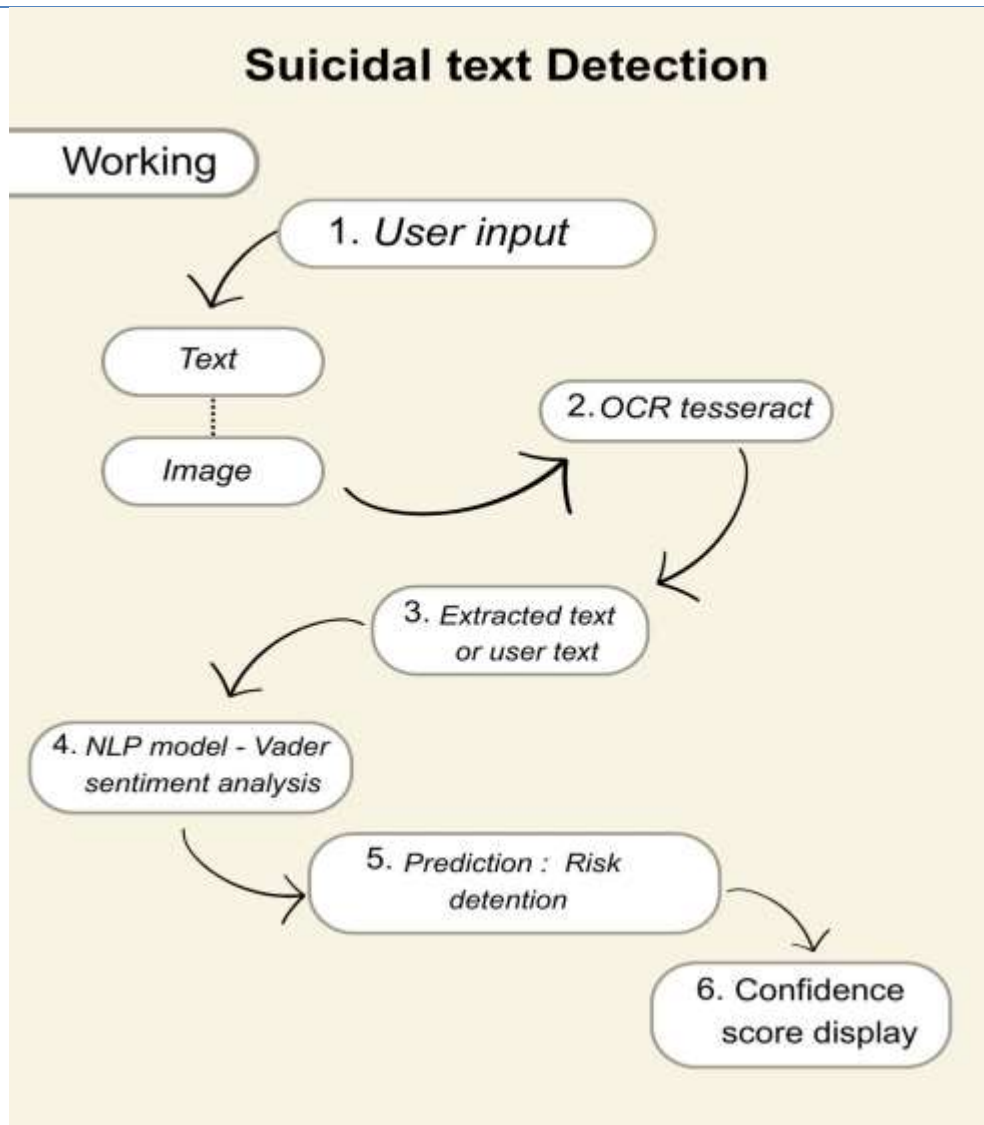 Suicidal text Detection
Working
1. User input
Text
Image
2. OCR tesseract
3. Extracted text
or user text
4. NLP model - Vader
sentiment analysis
5. Prediction : Risk
detention
6. Confidence
score display